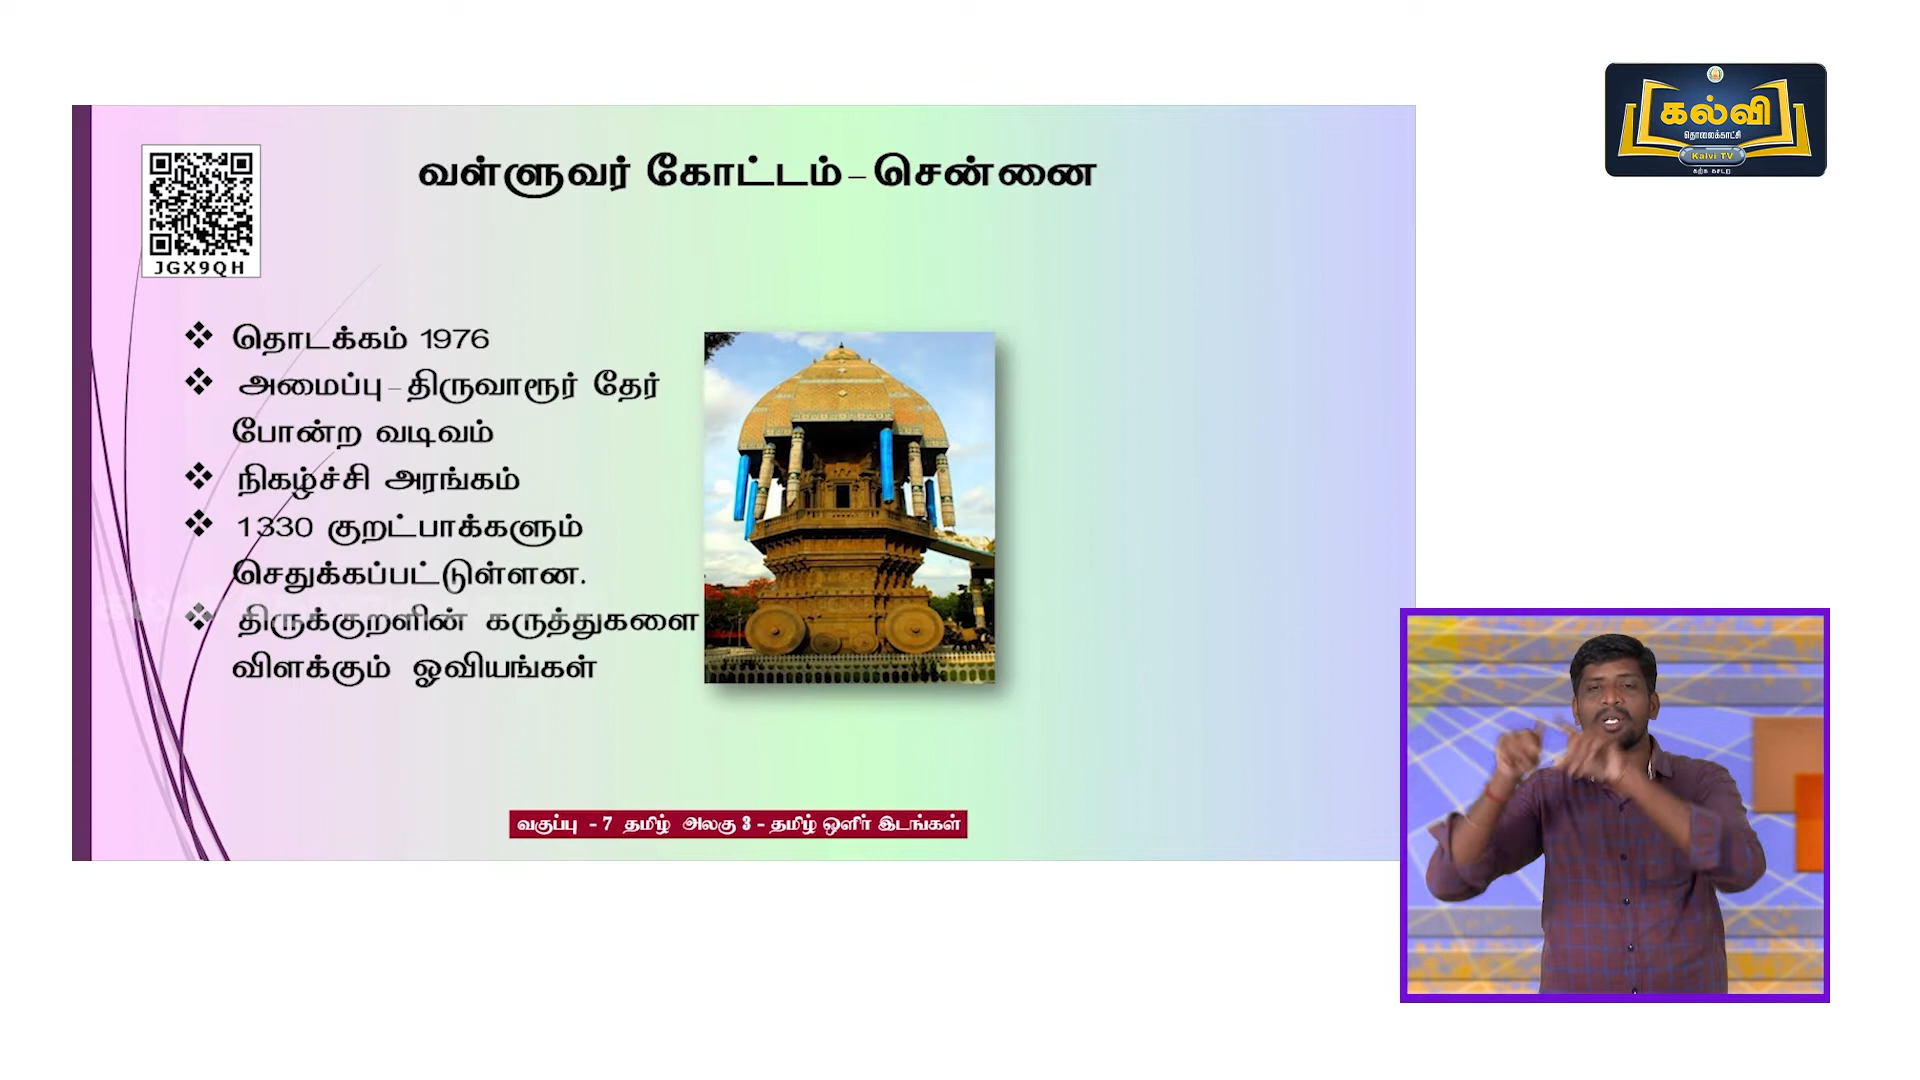 கல்வி
தொலைக்காட்சி
Kalvi TV
கற்க கசடற
வள்ளுவர் கோட்டம் – சென்னை
JGX9QH
❖ தொடக்கம் 1976
❖ அமைப்பு – திருவாரூர் தேர்
போன்ற வடிவம்
❖ நிகழ்ச்சி அரங்கம்
❖ 1330 குறட்பாக்களும்
செதுக்கப்பட்டுள்ளன.
❖ திருக்குறளின் கருத்துகளை
விளக்கும் ஓவியங்கள்
வகுப்பு - 7 தமிழ் அலகு 3 - தமிழ் ஒளிர் இடங்கள்